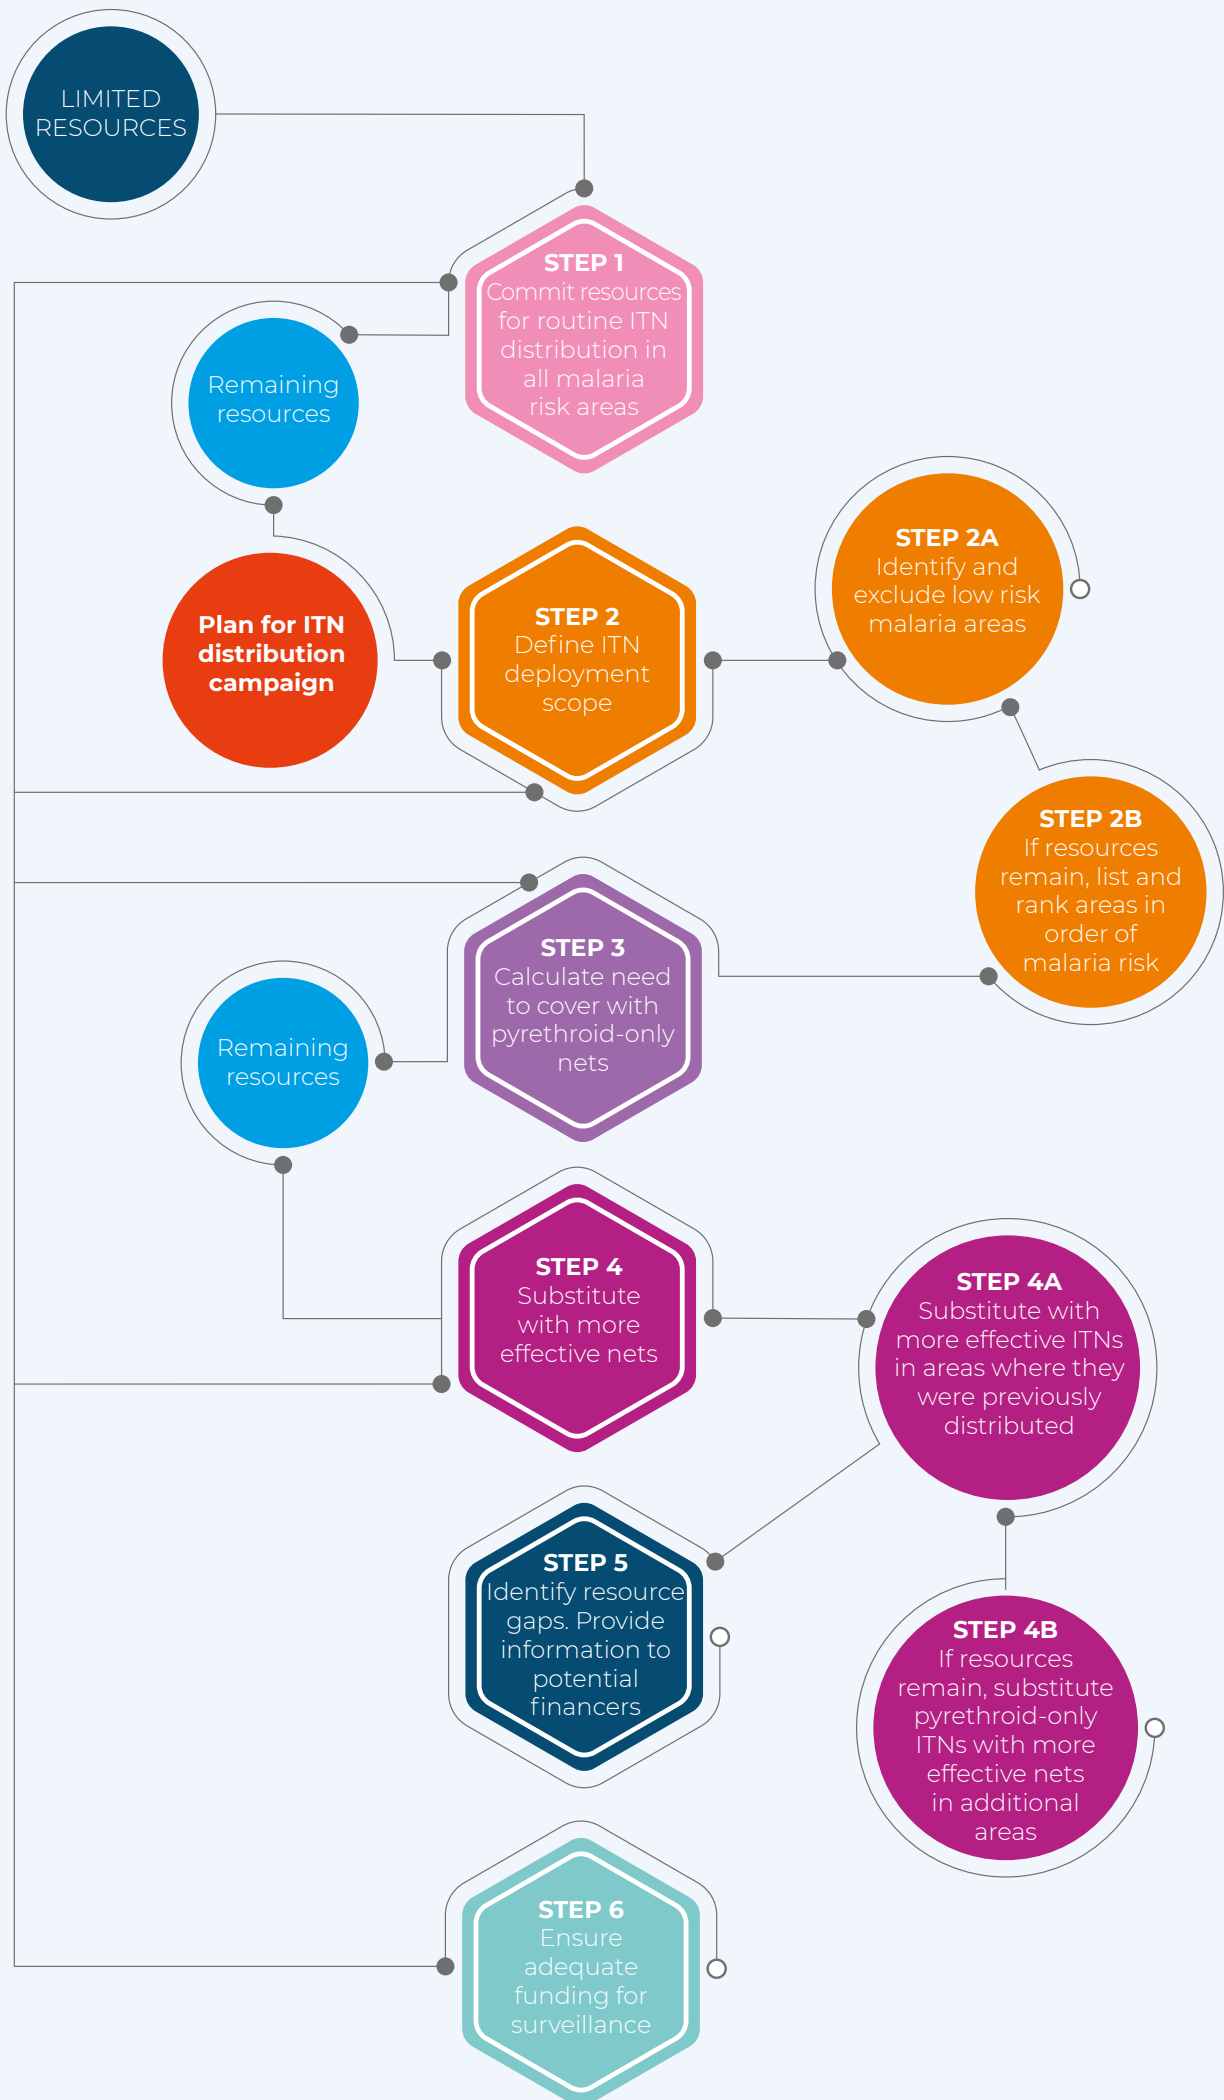 LIMITED
RESOURCES
STEP 1
Commit resources
for routine ITN
distribution in
all malaria
risk areas
Remaining
resources
Plan for ITN
distribution
campaign
STEP 2
Define ITN
deployment
scope
STEP 2A
Identify and
exclude low risk
malaria areas
STEP 2B
If resources
remain, list and
rank areas in
order of
malaria risk
STEP 3
Calculate need
to cover with
pyrethroid-only
nets
Remaining
resources
STEP 4
Substitute
with more
effective nets
STEP 4A
Substitute with
more effective ITNs
in areas where they
were previously
distributed
STEP 4B
If resources
remain, substitute
pyrethroid-only
ITNs with more
effective nets
in additional
areas
STEP 5
Identify resource
gaps. Provide
information to
potential
financers
STEP 6
Ensure
adequate
funding for
surveillance